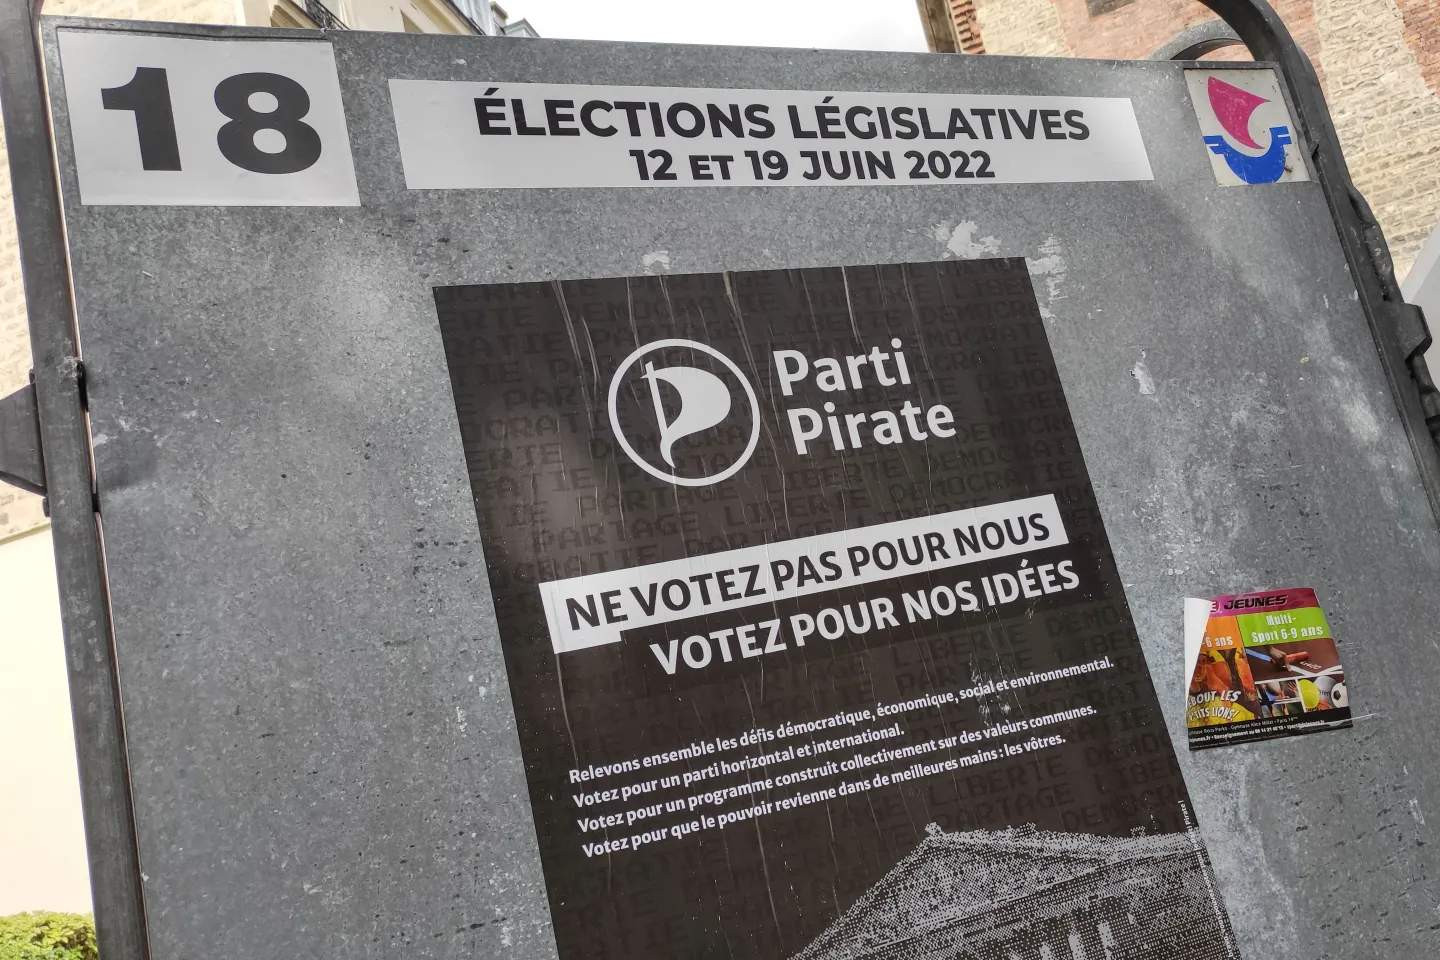 18
ÉLECTIONS LÉGISLATIVES
12 ET 19 JUIN 2022
Parti
Pirate
NE VOTEZ PAS POUR NOUS
VOTEZ POUR NOS IDÉES
Relevons ensemble les défis démocratique, économique, social et environnemental.
Votez pour un parti horizontal et international.
Votez pour un programme construit collectivement sur des valeurs communes.
Votez pour que le pouvoir revienne dans de meilleures mains : les vôtres.
JEUNES
Multi-
Sport 6-9 ans
6 ans